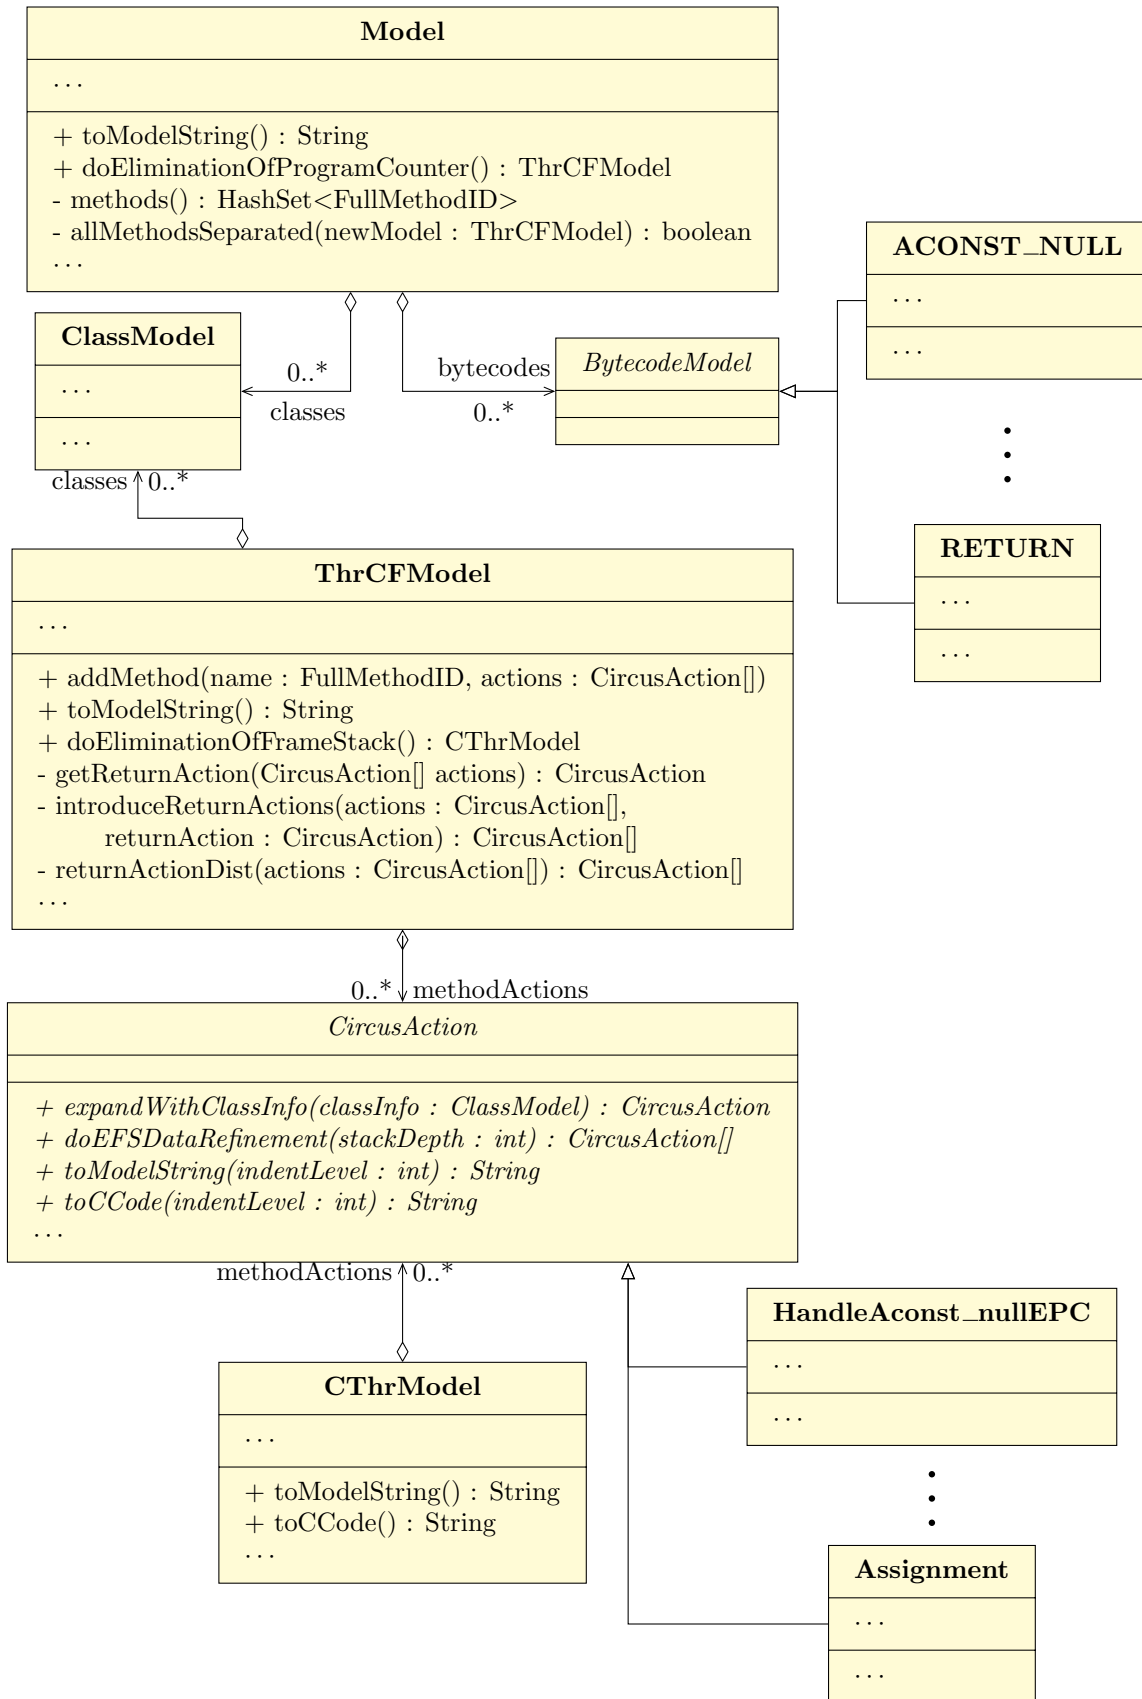 Model
...
+ toModelString() : String
+ doEliminationOfProgramCounter() : ThrCFModel
- methods() : HashSet<FullMethodID>
- allMethodsSeparated(newModel : ThrCFModel) : boolean
...
ACONST_NULL
...
...
ClassModel
...
...
0..*
classes
bytecodes
0..*
BytecodeModel
RETURN
...
...
classes
0..*
ThrCFModel
...
+ addMethod(name : FullMethodID, actions : CircusAction[])
+ toModelString() : String
+ doEliminationOfFrameStack() : CThrModel
- getReturnAction(CircusAction[] actions) : CircusAction
- introduceReturnActions(actions : CircusAction[],
returnAction : CircusAction) : CircusAction[]
- returnActionDist(actions : CircusAction[]) : CircusAction[]
...
0..*
methodActions
CircusAction
+ expandWithClassInfo(classInfo : ClassModel) : CircusAction
+ doEFSDataRefinement(stackDepth : int) : CircusAction[]
+ toModelString(indentLevel : int) : String
+ toCCode(indentLevel : int) : String
...
methodActions
0..*
HandleAconst_nullEPC
...
...
CThrModel
...
+ toModelString() : String
+ toCCode() : String
...
Assignment
...
...